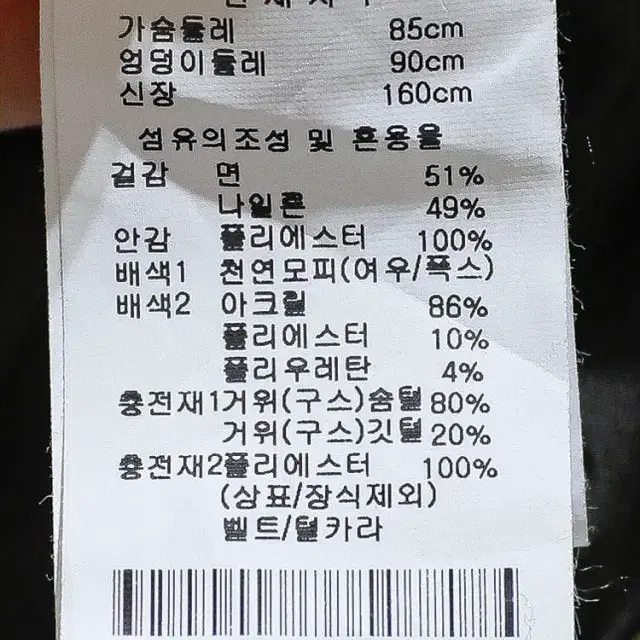 가슴둘레 85cm
엉덩이둘레 90cm
신장 160cm
섬유의조성 및 혼용율
겉감 면 51%
나일론 49%
안감 폴리에스터 100%
배색1 천연모피(여우/폭스)
배색2 아크릴 86%
폴리에스터 10%
폴리우레탄 4%
충전재1거위(구스)솜털 80%
거위(구스)깃털 20%
충전재2폴리에스터 100%
(상표/장식제외)
벨트/털카라